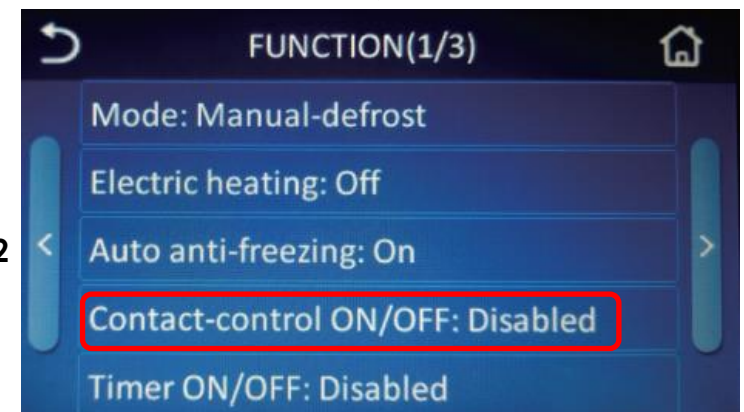 FUNCTION(1/3)
Mode: Manual-defrost
Electric heating: Off
2
Auto anti-freezing: On
Contact-control ON/OFF: Disabled
Timer ON/OFF: Disabled